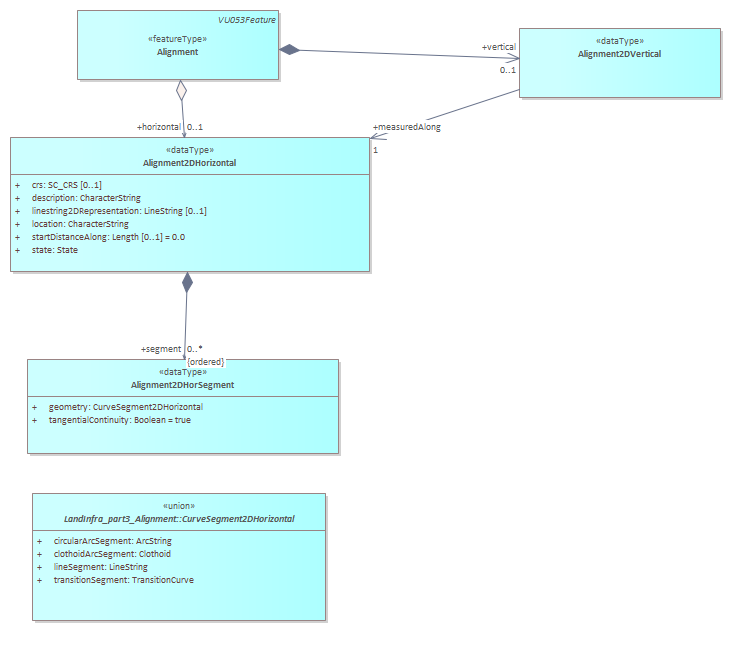 VU053Feature
«featureType»
Alignment
+vertical
0..1
«dataType»
Alignment2DVertical
+horizontal 0..1
+measuredAlong
1
«dataType»
Alignment2DHorizontal
+ crs: SC_CRS [0..1]
+ description: CharacterString
+ linestring2DRepresentation: LineString [0..1]
+ location: CharacterString
+ startDistanceAlong: Length [0..1] = 0.0
+ state: State
+segment 0..*
{ordered}
«dataType»
Alignment2DHorSegment
+ geometry: CurveSegment2DHorizontal
+ tangentialContinuity: Boolean = true
«union»
LandInfra_part3_Alignment::CurveSegment2DHorizontal
+ circularArcSegment: ArcString
+ clothoidArcSegment: Clothoid
+ lineSegment: LineString
+ transitionSegment: TransitionCurve